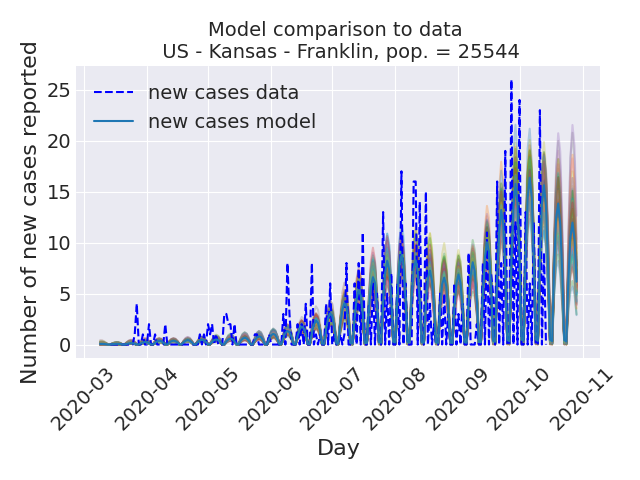 Model comparison to data
US - Kansas - Franklin, pop. = 25544
Number of new cases reported
25
20
15
10
5
0
new cases data
new cases model
2020-03
2020-04
2020-05
2020-06
2020-07
2020-08
2020-09
2020-10
2020-11
Day